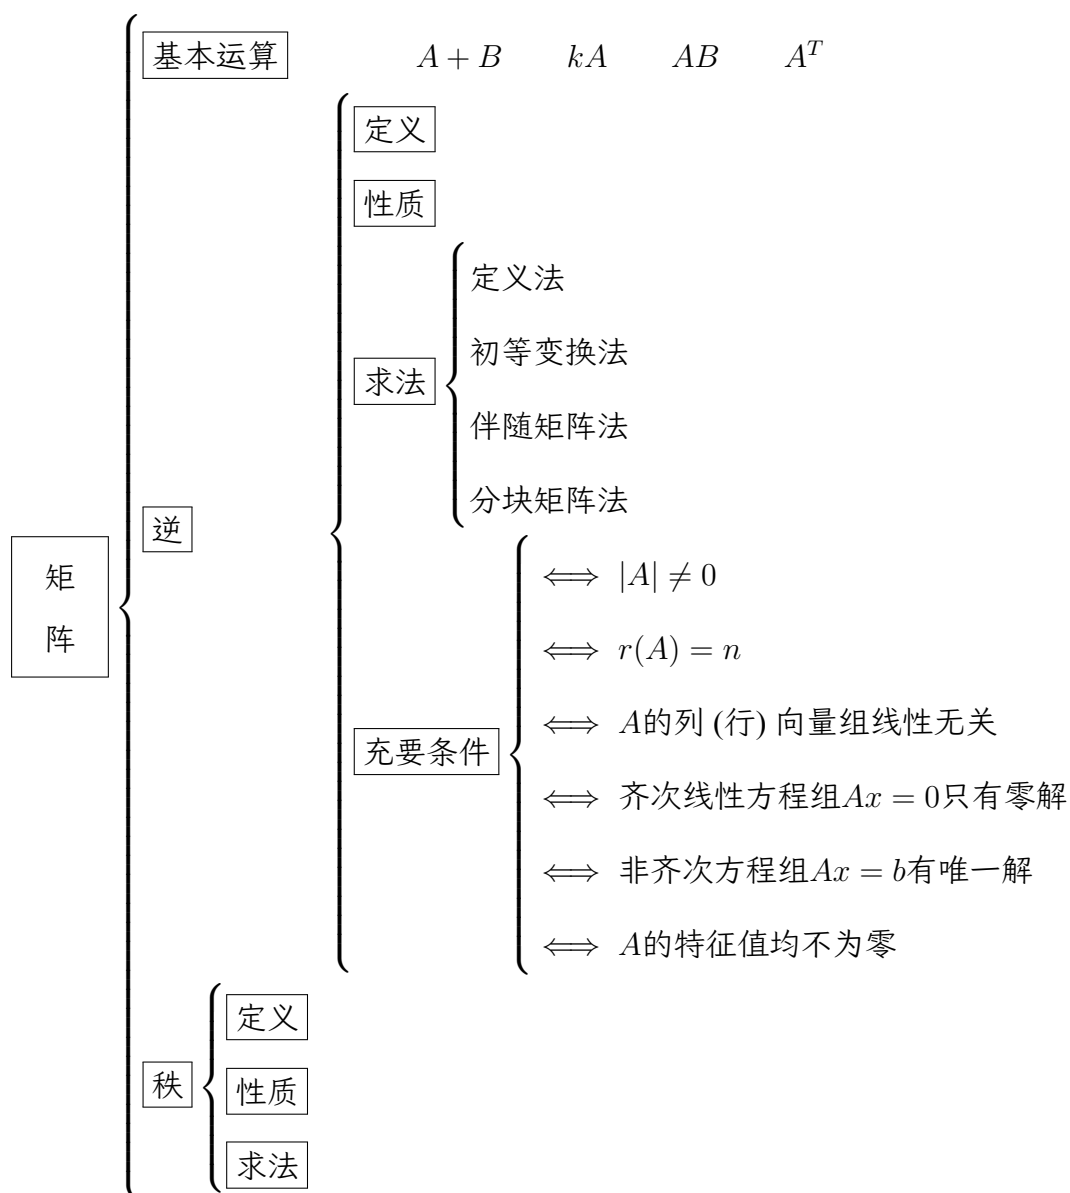 基本运算 A + B kA AB A^T
定义
性质
定义法
初等变换法
求法
伴随矩阵法
分块矩阵法
逆
矩
阵
⟺ |A| ≠ 0
⟺ r(A) = n
⟺ A的列 (行) 向量组线性无关
充要条件
⟺ 齐次线性方程组Ax = 0只有零解
⟺ 非齐次方程组Ax = b有唯一解
⟺ A的特征值均不为零
定义
秩
性质
求法